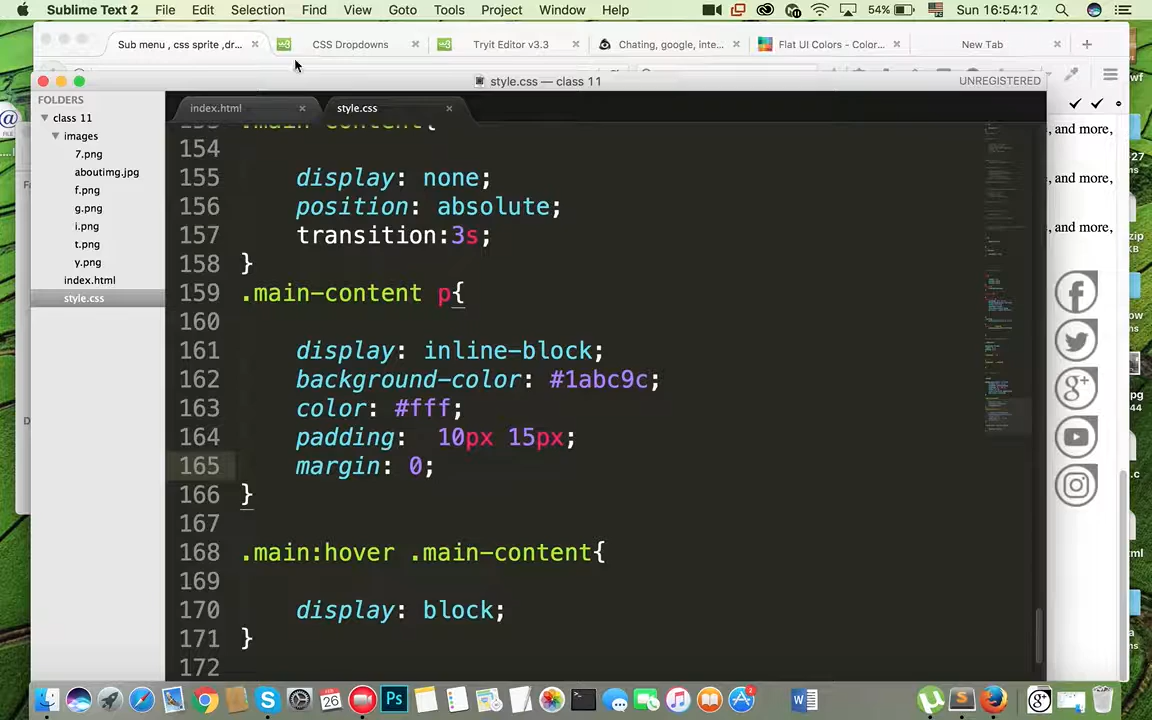 Sublime Text 2 File Edit Selection Find View Goto Tools Project Window Help 54% Sun 16:54:12
Sub menu , css sprite ,dr... CSS Dropdowns Tryit Editor v3.3 Chating, google, inte... Flat UI Colors - Color... New Tab
style.css — class 11 UNREGISTERED
FOLDERS
class 11
images
7.png
aboutimg.jpg
f.png
g.png
i.png
t.png
y.png
index.html
style.css
index.html style.css
.main-content{
154
155 display: none;
156 position: absolute;
157 transition:3s;
158 }
159 .main-content p{
160
161 display: inline-block;
162 background-color: #1abc9c;
163 color: #fff;
164 padding: 10px 15px;
165 margin: 0;
166 }
167
168 .main:hover .main-content{
169
170 display: block;
171 }
172
, and more,
, and more,
, and more,